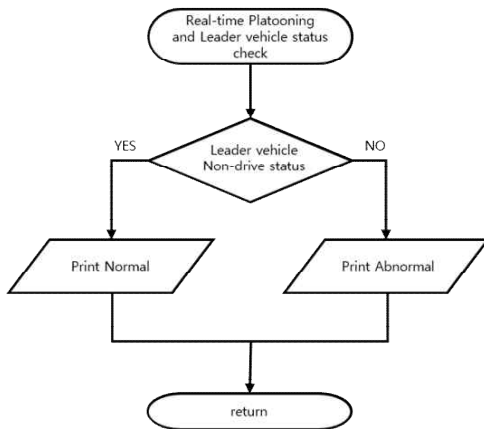 Real-time Platooning
and Leader vehicle status
check
YES
Leader vehicle
Non-drive status
NO
Print Normal
Print Abnormal
return